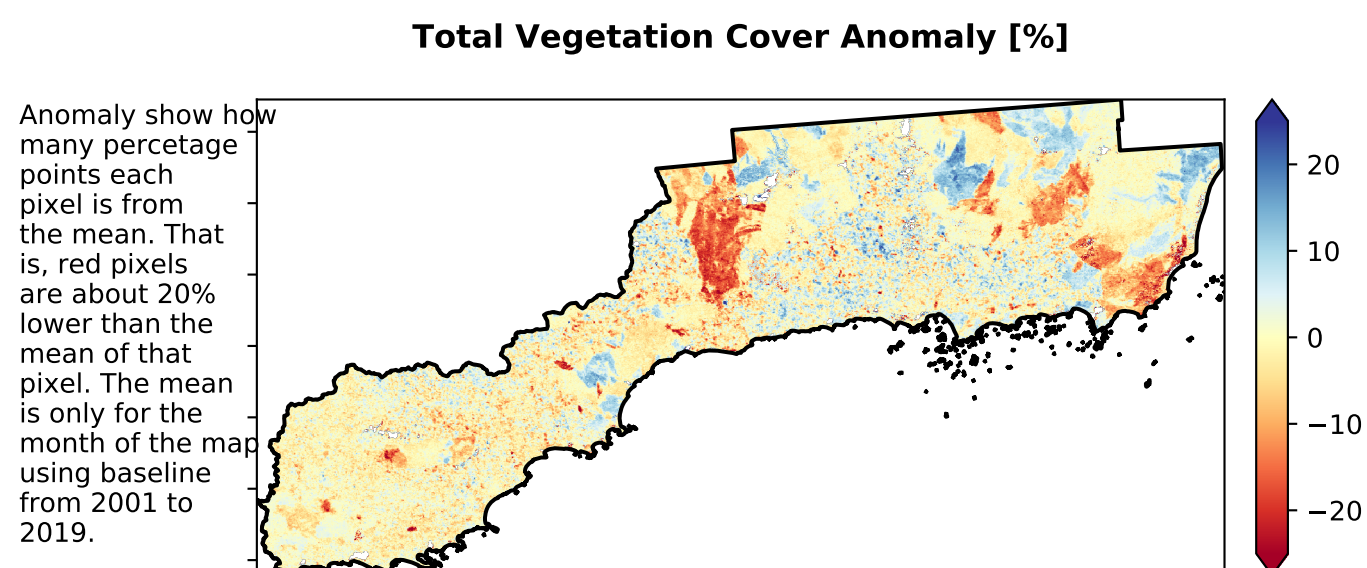 Total Vegetation Cover Anomaly [%]
Anomaly show how
many percetage
points each
pixel is from
the mean. That
is, red pixels
are about 20%
lower than the
mean of that
pixel. The mean
is only for the
month of the map
using baseline
from 2001 to
2019.
20
10
0
−10
−20